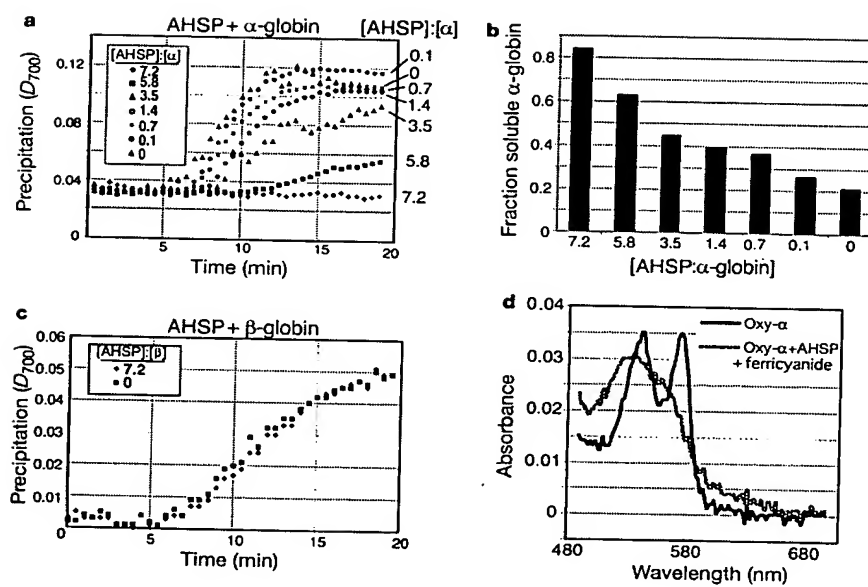 a
AHSP + α-globin
[AHSP]:[α]
Precipitation (D700)
0.12
0.08
0.04
0
[AHSP]:[α]
7.2
5.8
3.5
1.4
0.7
0.1
0
0.1
0
0.7
1.4
3.5
5.8
7.2
5
10
15
20
Time (min)
b
Fraction soluble α-globin
0.8
0.6
0.4
0.2
0
7.2
5.8
3.5
1.4
0.7
0.1
0
[AHSP:α-globin]
c
AHSP + β-globin
Precipitation (D700)
0.06
0.05
0.04
0.03
0.02
0.01
[AHSP]:[β]
7.2
0
0
5
10
15
20
Time (min)
d
Absorbance
0.04
0.03
0.02
0.01
0
Oxy-α
Oxy-α+AHSP
+ ferricyanide
480
580
680
Wavelength (nm)